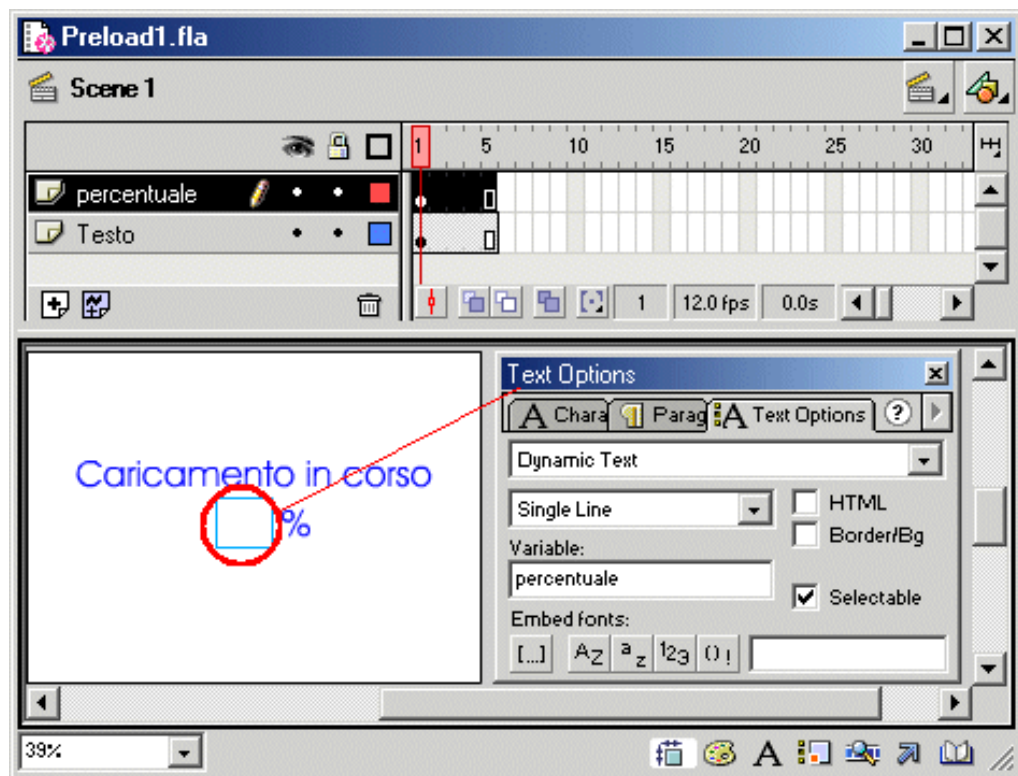 Preload1.fla
Scene 1
1 5 10 15 20 25 30
percentuale
Testo
1 12.0 fps 0.0s
Text Options
A Chara Parag A Text Options ?
Caricamento in corso
%
Dynamic Text
Single Line
HTML
Border/Bg
Variable:
percentuale
Selectable
Embed fonts:
[...] AZ az 123 ()!
39%
A